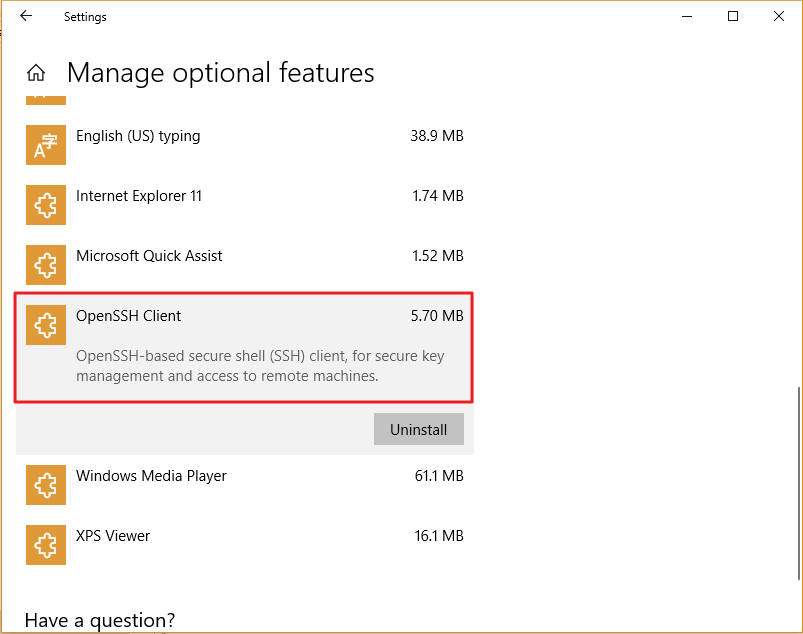 Settings
Manage optional features
English (US) typing 38.9 MB
Internet Explorer 11 1.74 MB
Microsoft Quick Assist 1.52 MB
OpenSSH Client 5.70 MB
OpenSSH-based secure shell (SSH) client, for secure key
management and access to remote machines.
Uninstall
Windows Media Player 61.1 MB
XPS Viewer 16.1 MB
Have a question?